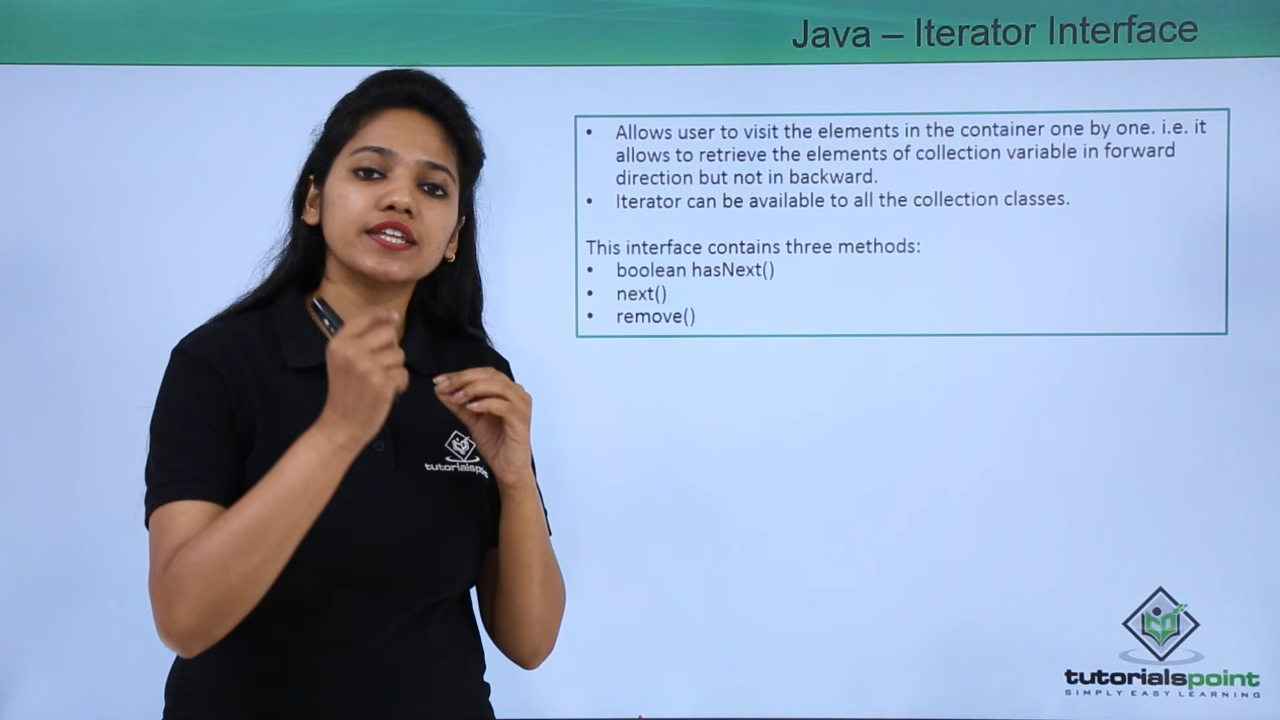 Java – Iterator Interface
• Allows user to visit the elements in the container one by one. i.e. it
allows to retrieve the elements of collection variable in forward
direction but not in backward.
• Iterator can be available to all the collection classes.
This interface contains three methods:
• boolean hasNext()
• next()
• remove()
tutorialspoint
tutorialspoint
SIMPLY EASY LEARNING